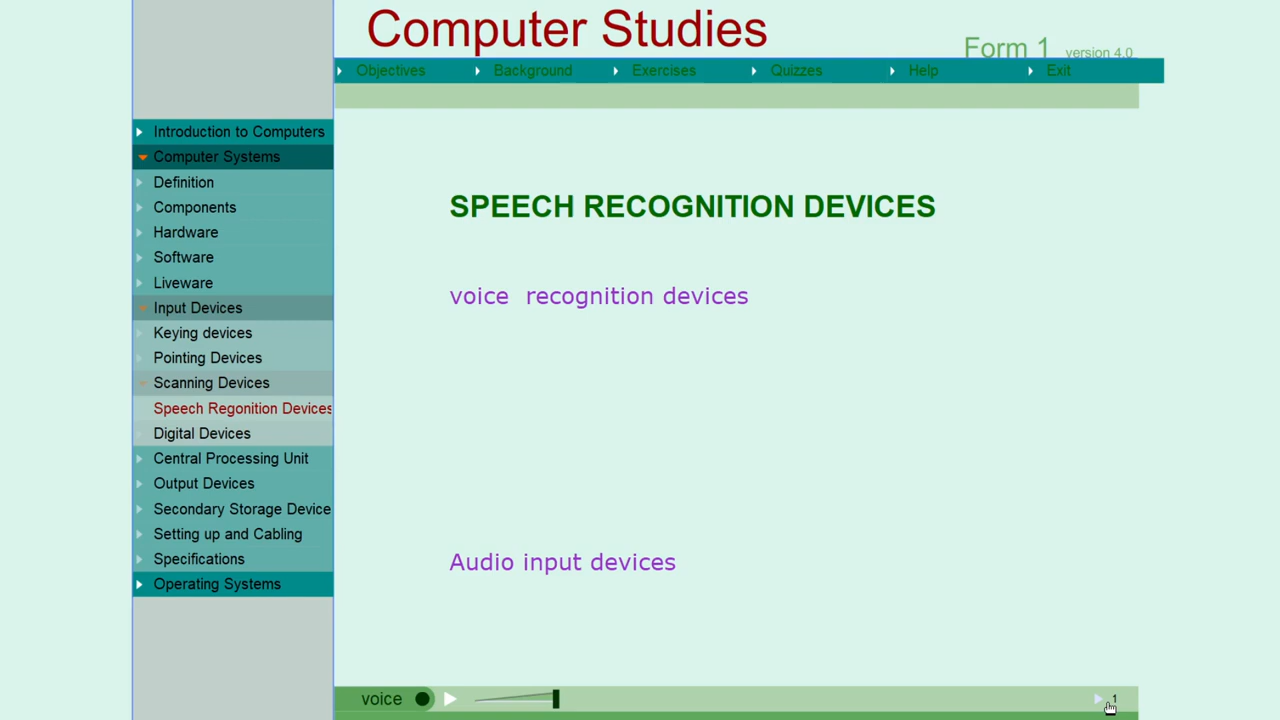 Computer Studies
Form 1 version 4.0
Objectives Background Exercises Quizzes Help Exit
Introduction to Computers
Computer Systems
Definition
Components
Hardware
Software
Liveware
Input Devices
Keying devices
Pointing Devices
Scanning Devices
Speech Regonition Devices
Digital Devices
Central Processing Unit
Output Devices
Secondary Storage Device
Setting up and Cabling
Specifications
Operating Systems
SPEECH RECOGNITION DEVICES
voice recognition devices
Audio input devices
voice
1